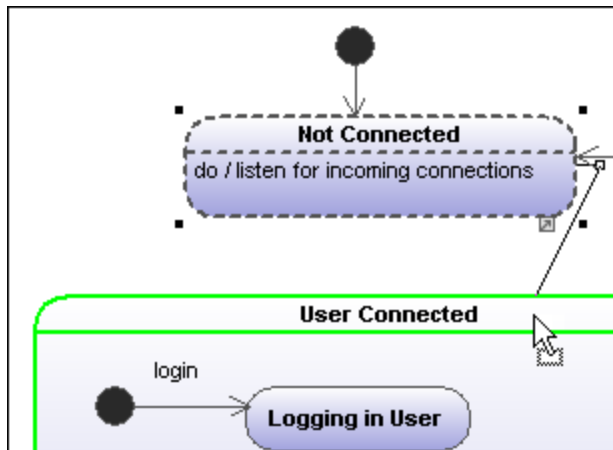 Not Connected
do / listen for incoming connections
User Connected
login
Logging in User